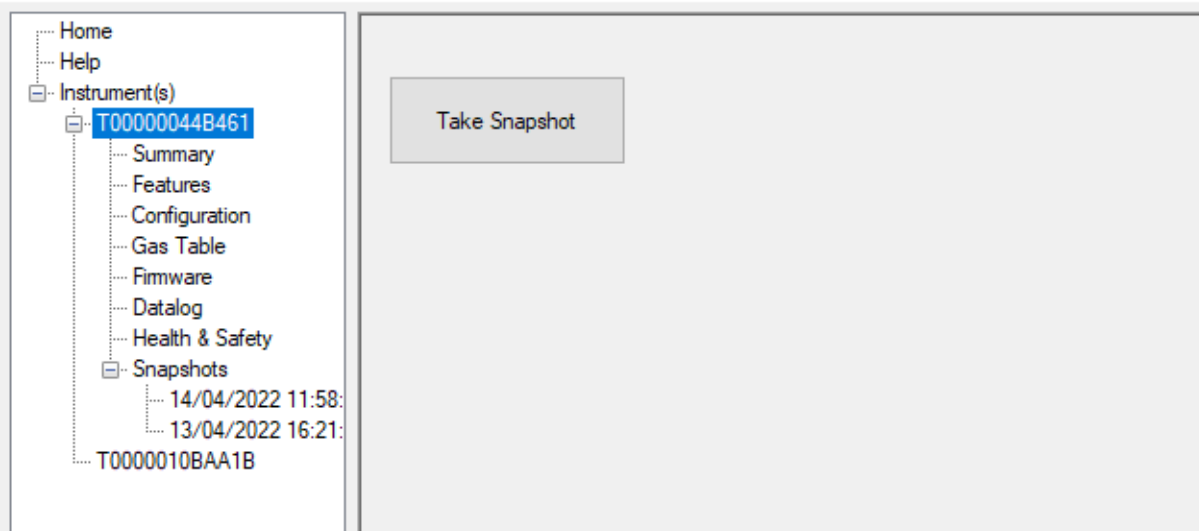 Home
Help
Instrument(s)
T00000044B461
Summary
Features
Configuration
Gas Table
Firmware
Datalog
Health & Safety
Snapshots
14/04/2022 11:58:
13/04/2022 16:21:
T0000010BAA1B
Take Snapshot